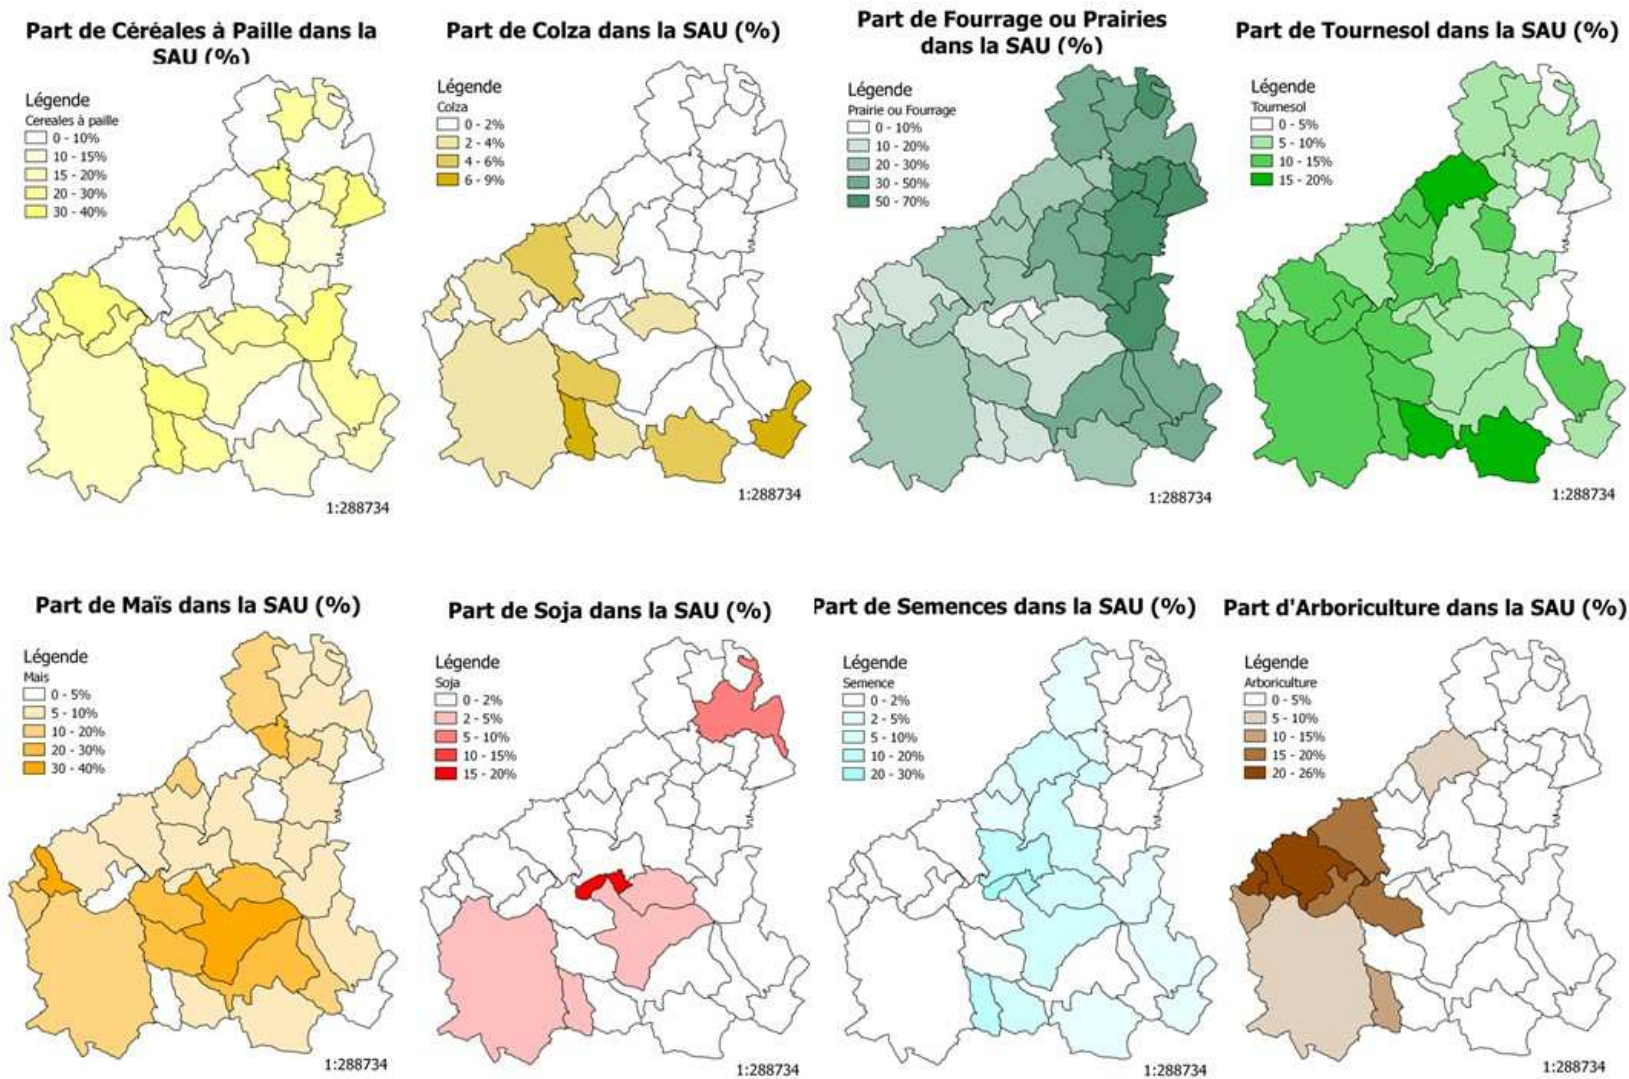 Part de Céréales à Paille dans la
SAU (%)
Légende
Cereales à paille
0 - 10%
10 - 15%
15 - 20%
20 - 30%
30 - 40%
1:288734
Part de Colza dans la SAU (%)
Légende
Colza
0 - 2%
2 - 4%
4 - 6%
6 - 9%
1:288734
Part de Fourrage ou Prairies
dans la SAU (%)
Légende
Prairie ou Fourrage
0 - 10%
10 - 20%
20 - 30%
30 - 50%
50 - 70%
1:288734
Part de Tournesol dans la SAU (%)
Légende
Tournesol
0 - 5%
5 - 10%
10 - 15%
15 - 20%
1:288734
Part de Maïs dans la SAU (%)
Légende
Mais
0 - 5%
5 - 10%
10 - 20%
20 - 30%
30 - 40%
1:288734
Part de Soja dans la SAU (%)
Légende
Soja
0 - 2%
2 - 5%
5 - 10%
10 - 15%
15 - 20%
1:288734
Part de Semences dans la SAU (%)
Légende
Semence
0 - 2%
2 - 5%
5 - 10%
10 - 20%
20 - 30%
1:288734
Part d'Arboriculture dans la SAU (%)
Légende
Arboriculture
0 - 5%
5 - 10%
10 - 15%
15 - 20%
20 - 26%
1:288734